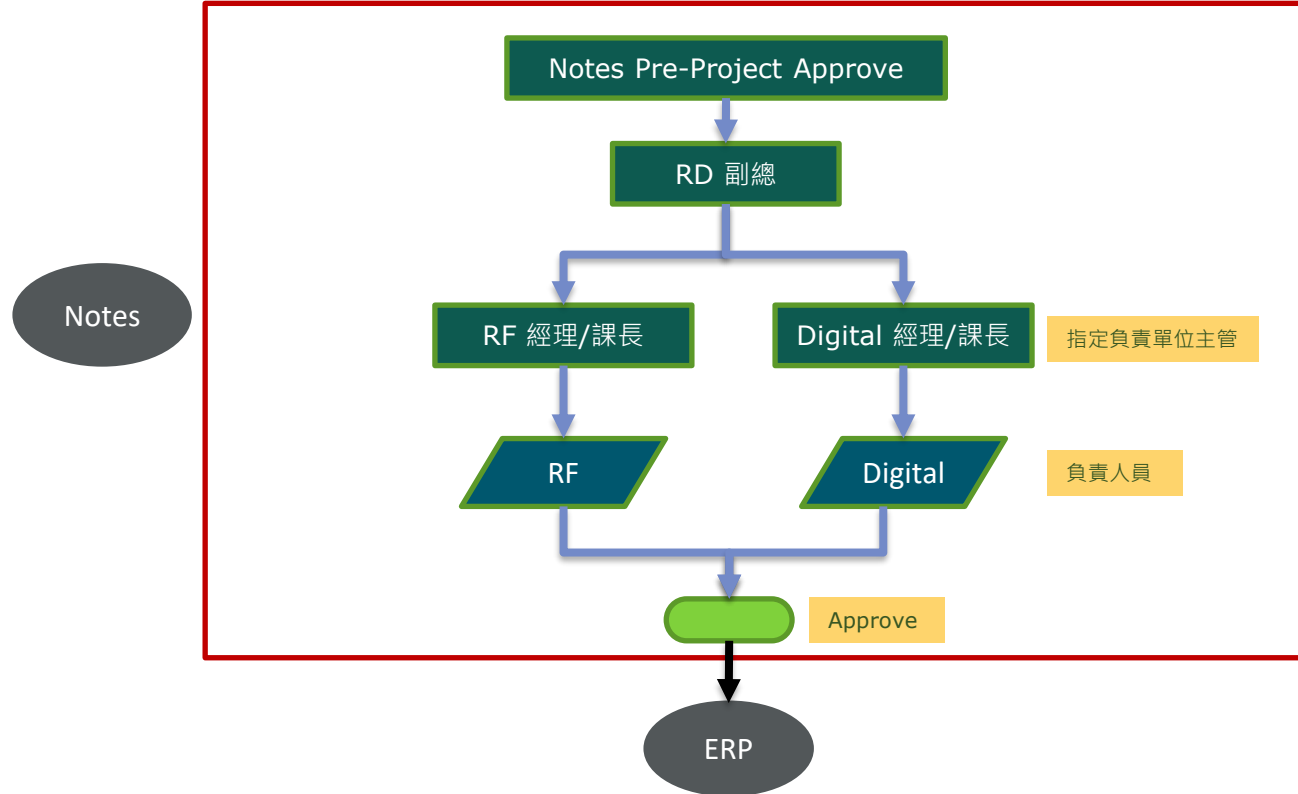 Notes Pre-Project Approve
RD 副總
Notes
RF 經理/課長
Digital 經理/課長
指定負責單位主管
RF
Digital
負責人員
Approve
ERP